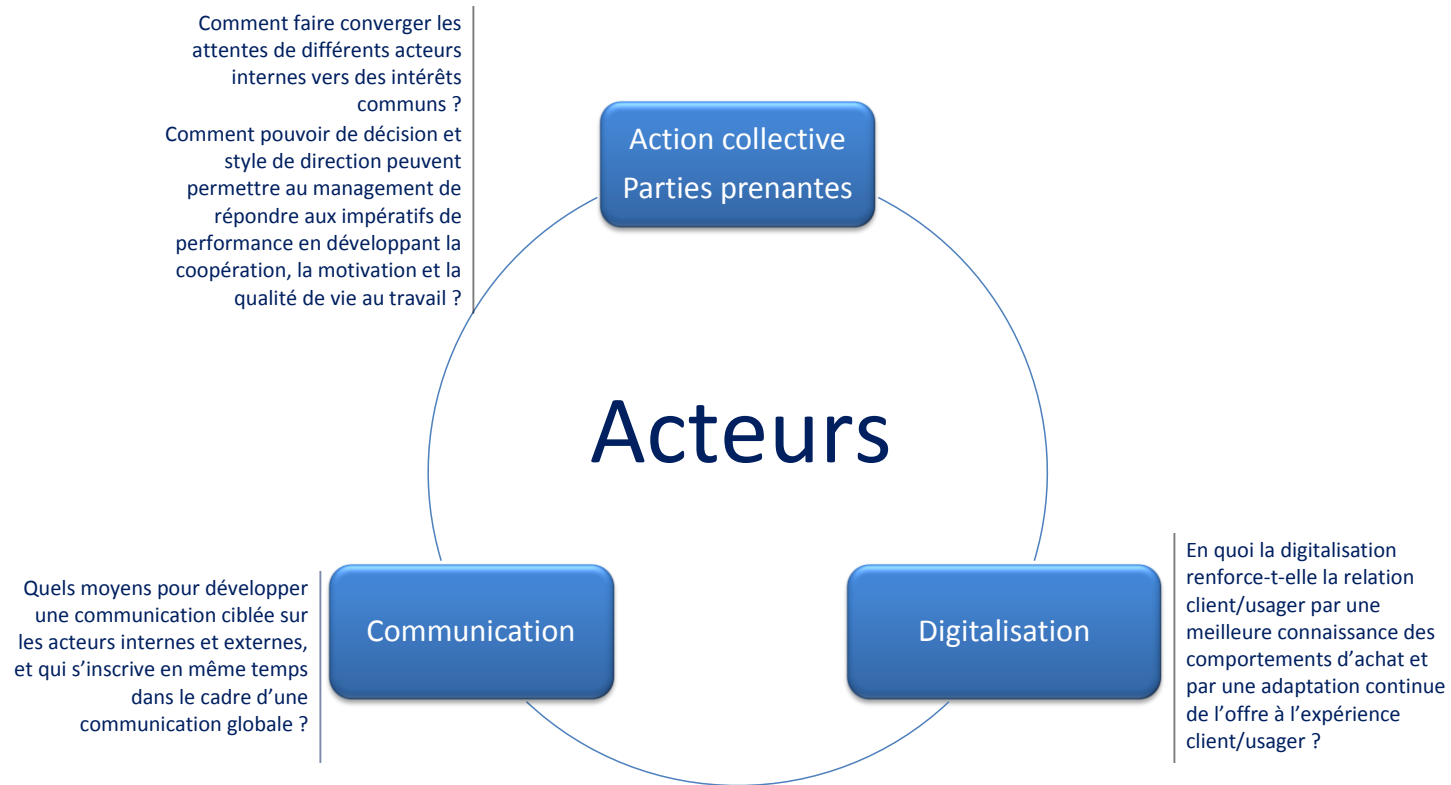 Comment faire converger les
attentes de différents acteurs
internes vers des intérêts
communs ?
Comment pouvoir de décision et
style de direction peuvent
permettre au management de
répondre aux impératifs de
performance en développant la
coopération, la motivation et la
qualité de vie au travail ?
Action collective
Parties prenantes
Acteurs
Quels moyens pour développer
une communication ciblée sur
les acteurs internes et externes,
et qui s’inscrive en même temps
dans le cadre d’une
communication globale ?
Communication
Digitalisation
En quoi la digitalisation
renforce-t-elle la relation
client/usager par une
meilleure connaissance des
comportements d’achat et
par une adaptation continue
de l’offre à l’expérience
client/usager ?